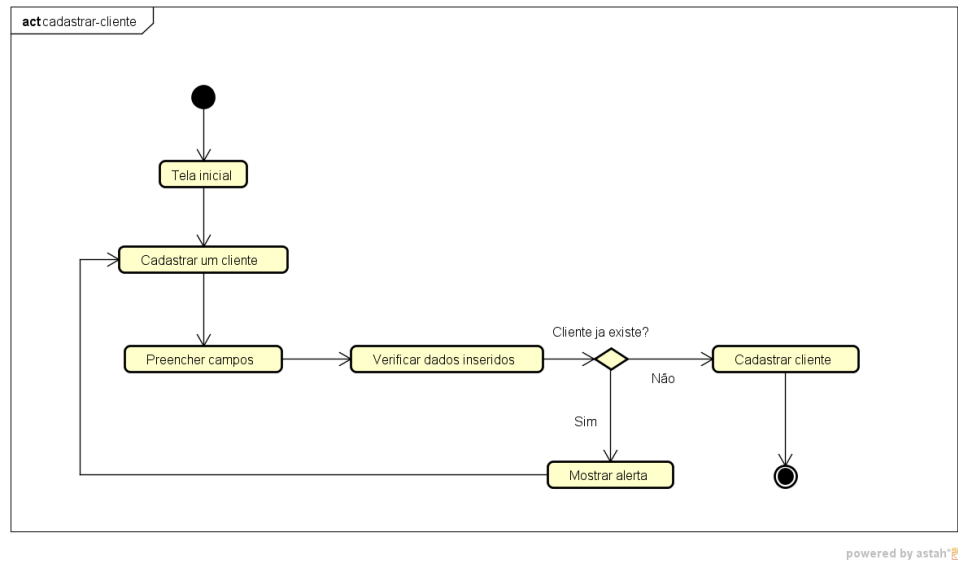 act cadastrar-cliente
Tela inicial
Cadastrar um cliente
Cliente ja existe?
Preencher campos
Verificar dados inseridos
Cadastrar cliente
Não
Sim
Mostrar alerta
powered by astah*